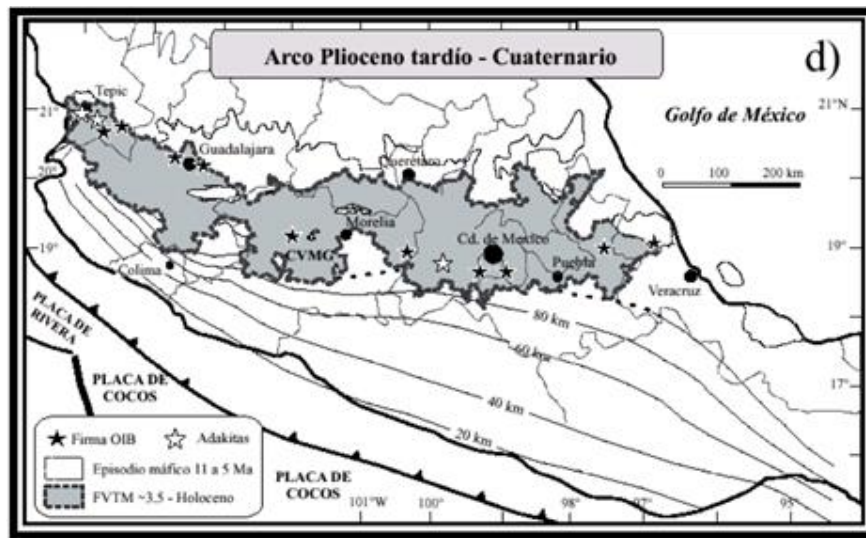 Arco Plioceno tardío - Cuaternario
d)
Tepic
21°
21°N
Golfo de México
Guadalajara
Querétaro
20°
20°
0 100 200 km
Morelia
Cd. de Mexico
19°
19°
CVMG
Colima
Puebla
Veracruz
PLACA DE
RIVERA
80 km
60 km
PLACA DE
COCOS
17°
40 km
20 km
Firma OIB
Adakitas
Episodio máfico 11 a 5 Ma
FVTM ~3.5 - Holoceno
PLACA DE
COCOS
101°W
100°
98°
97°
95°